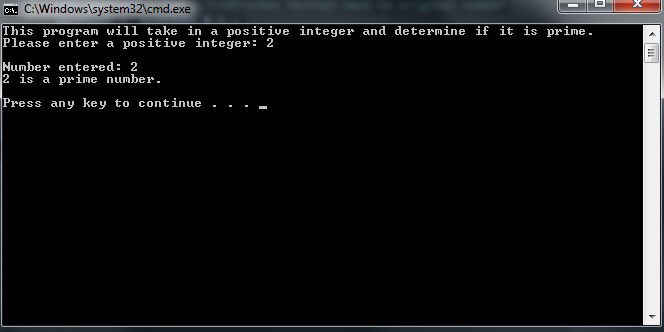 C:\Windows\system32\cmd.exe
This program will take in a positive integer and determine if it is prime.
Please enter a positive integer: 2
Number entered: 2
2 is a prime number.
Press any key to continue . . . _